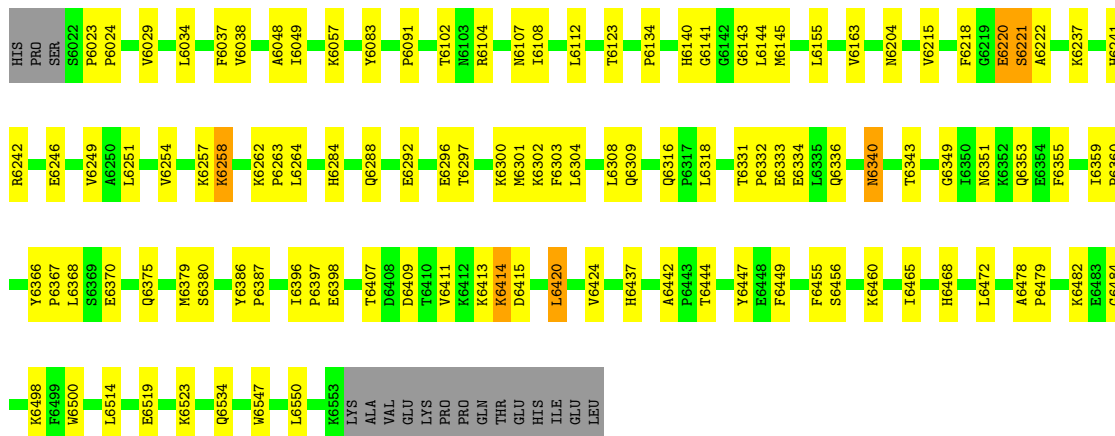 HIS PRO SER S6022 P6023 P6024 V6029 L6034 F6037 V6038 A6048 I6049 K6057 Y6083 P6091 T6102 N6103 R6104 N6107 I6108 L6112 T6123 P6134 H6140 G6141 G6142 G6143 L6144 M6145 L6155 V6163 N6204 V6215 F6218 G6219 E6220 S6221 A6222 K6237
R6242 E6246 V6249 A6250 L6251 V6254 K6257 K6258 K6262 P6263 L6264 H6284 Q6288 E6292 E6296 T6297 K6300 M6301 K6302 F6303 L6304 L6308 Q6309 Q6316 P6317 L6318 T6331 P6332 E6333 E6334 L6335 Q6336 N6340 T6343 G6349 I6350 N6351 K6352 Q6353 E6354 F6355 I6359
Y6366 P6367 L6368 S6369 E6370 Q6375 M6379 S6380 Y6386 P6387 I6396 P6397 E6398 T6407 D6408 D6409 T6410 V6411 K6412 K6413 K6414 D6415 L6420 V6424 H6437 A6442 P6443 T6444 Y6447 E6448 F6449 F6455 S6456 K6460 I6465 H6468 L6472 A6478 P6479 K6482 E6483
K6498 F6499 W6500 L6514 E6519 K6523 Q6534 W6547 L6550 K6553 LYS ALA VAL GLU LYS PRO PRO GLN THR GLU HIS ILE GLU LEU